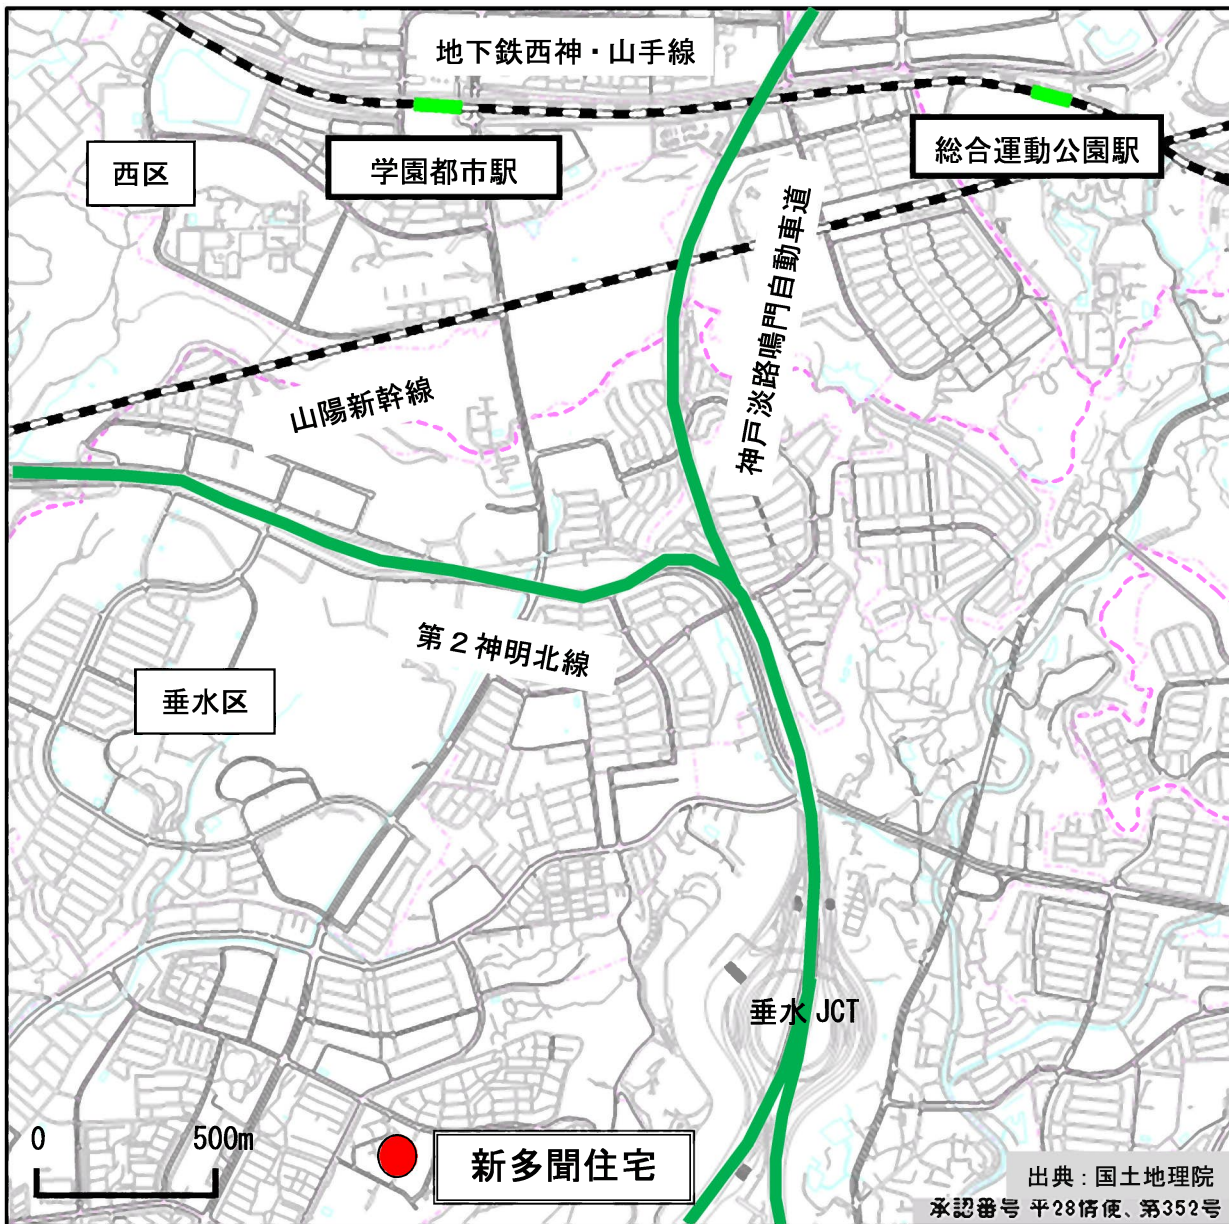 地下鉄西神・山手線
総合運動公園駅
学園都市駅
西区
神戸淡路鳴門自動車道
山陽新幹線
第２神明北線
垂水区
垂水 JCT
0 500m
新多聞住宅
出典：国土地理院
承認番号 平28情使、第352号